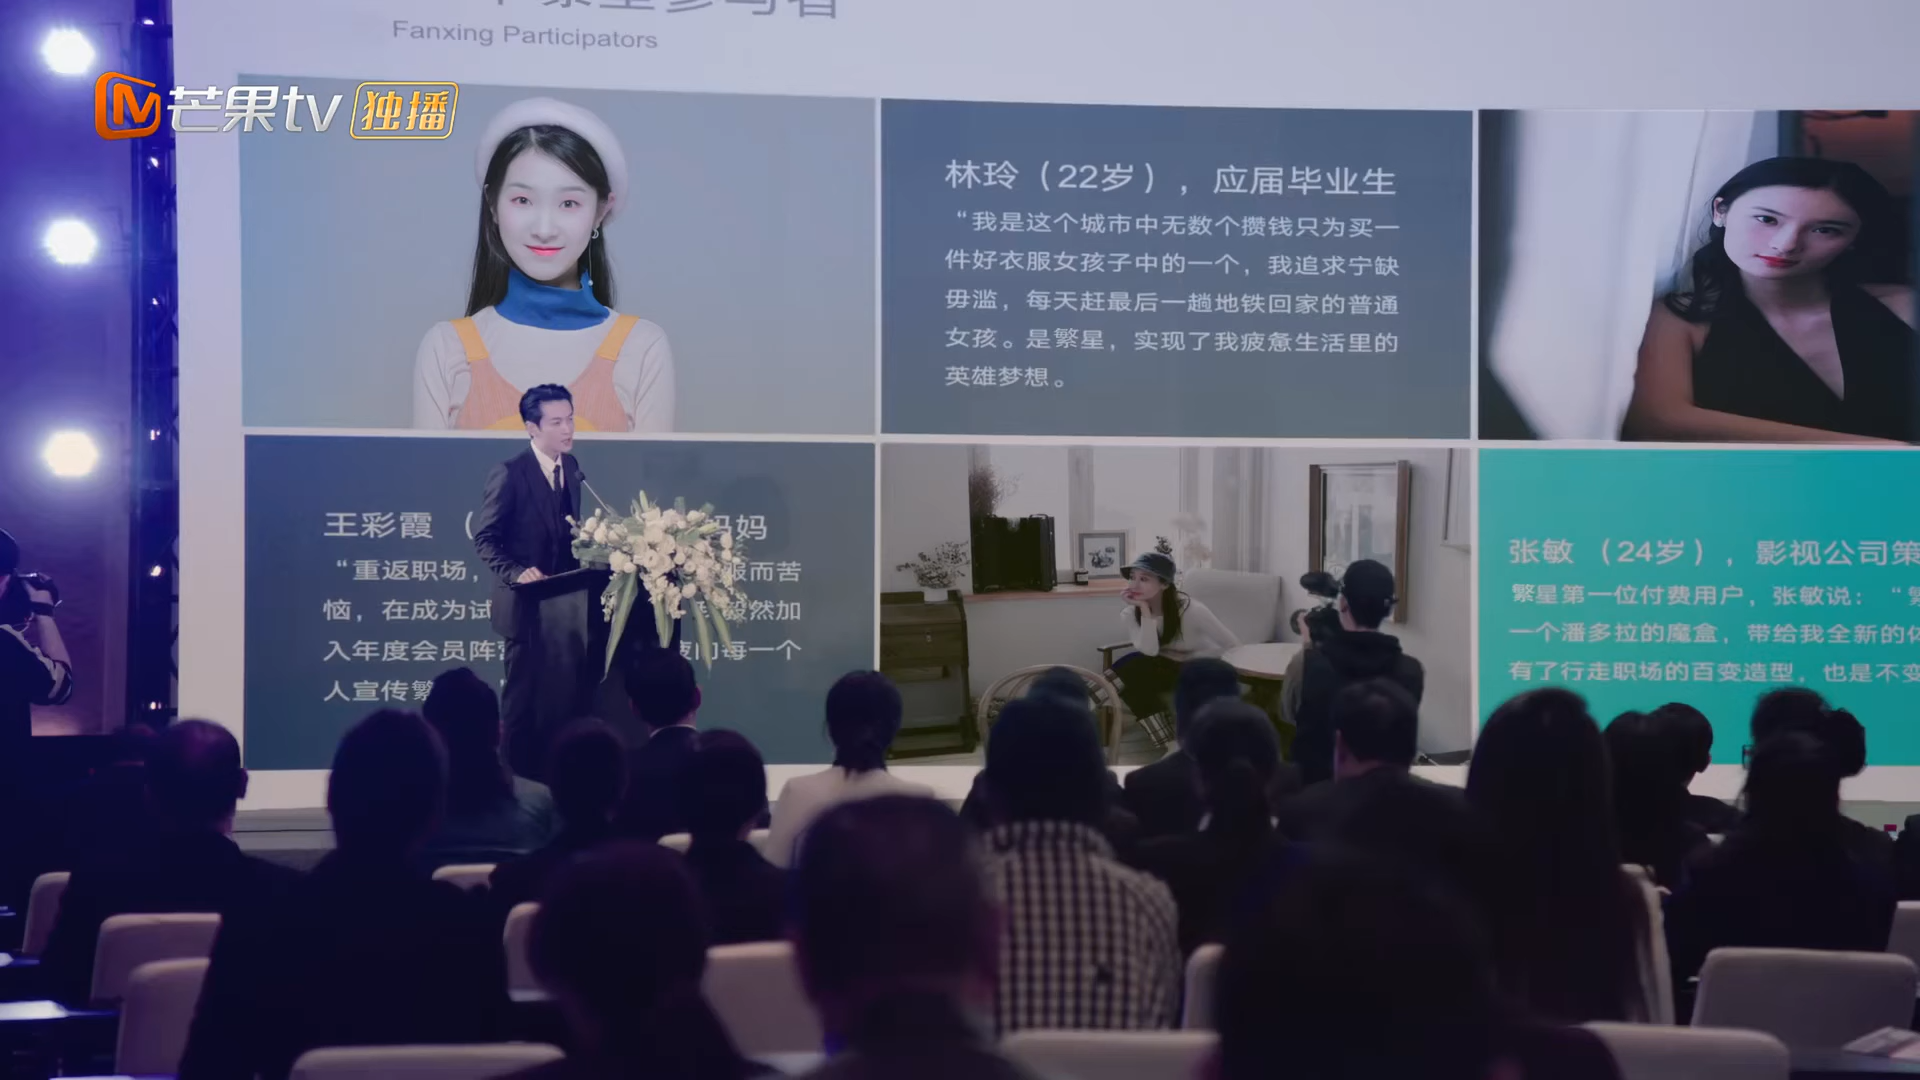 繁星参与者
Fanxing Participators
芒果tv 独播
林玲（22岁），应届毕业生
“我是这个城市中无数个攒钱只为买一
件好衣服女孩子中的一个，我追求宁缺
毋滥，每天赶最后一趟地铁回家的普通
女孩。是繁星，实现了我疲惫生活里的
英雄梦想。
王彩霞（ 妈妈
“重返职场， 服而苦
恼，在成为试 毅然加
入年度会员阵 每一个
人宣传繁
张敏（24岁），影视公司策
繁星第一位付费用户，张敏说：“
一个潘多拉的魔盒，带给我全新的体
有了行走职场的百变造型，也是不变